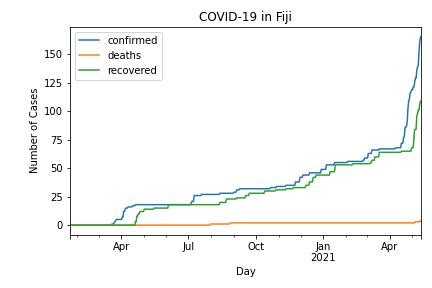 COVID-19 in Fiji
confirmed
deaths
recovered
Number of Cases
150
125
100
75
50
25
0
Apr
Jul
Oct
Jan
2021
Apr
Day